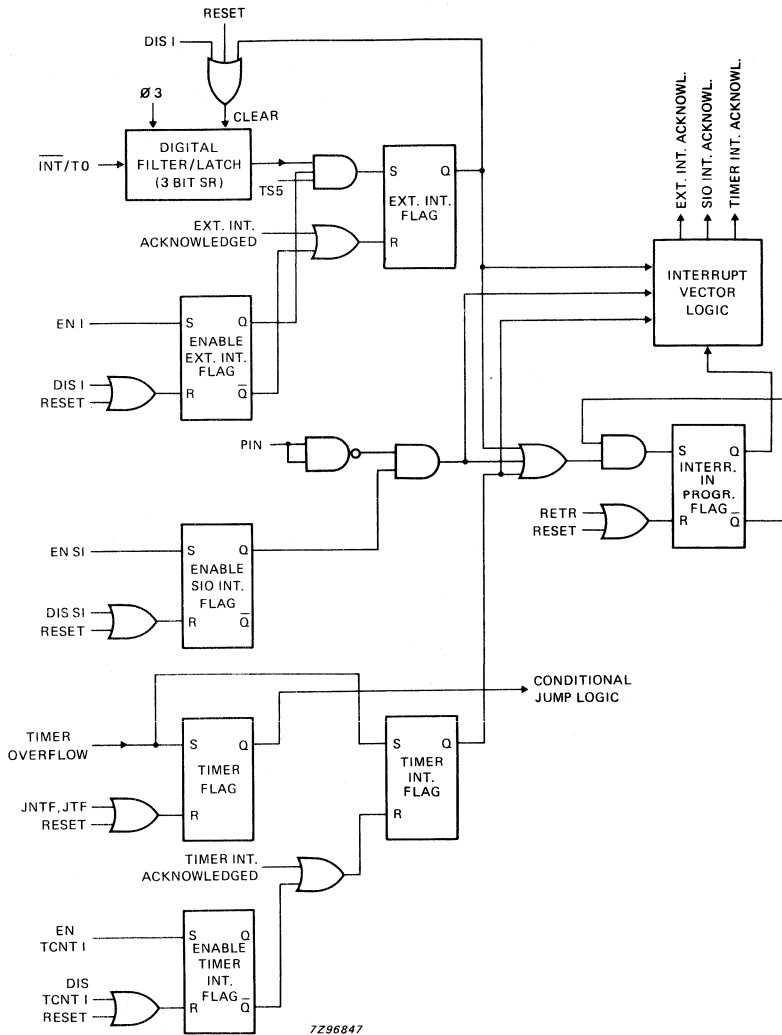 RESET
DIS I
Ø 3
CLEAR
INT/T0
DIGITAL
FILTER/LATCH
(3 BIT SR)
TS5
S Q
EXT. INT.
FLAG
R
EXT. INT.
ACKNOWLEDGED
EXT. INT. ACKNOWL.
SIO INT. ACKNOWL.
TIMER INT. ACKNOWL.
INTERRUPT
VECTOR
LOGIC
EN I
S Q
ENABLE
EXT. INT.
FLAG
R Q
DIS I
RESET
PIN
S Q
INTERR.
IN
PROGR.
FLAG
R Q
RETR
RESET
EN SI
S Q
ENABLE
SIO INT.
FLAG
R Q
DIS SI
RESET
CONDITIONAL
JUMP LOGIC
TIMER
OVERFLOW
S Q
TIMER
FLAG
R
JNTF, JTF
RESET
S Q
TIMER
INT.
FLAG
R
TIMER INT.
ACKNOWLEDGED
EN
TCNT I
S Q
ENABLE
TIMER
INT.
FLAG
R Q
DIS
TCNT I
RESET
7Z96847